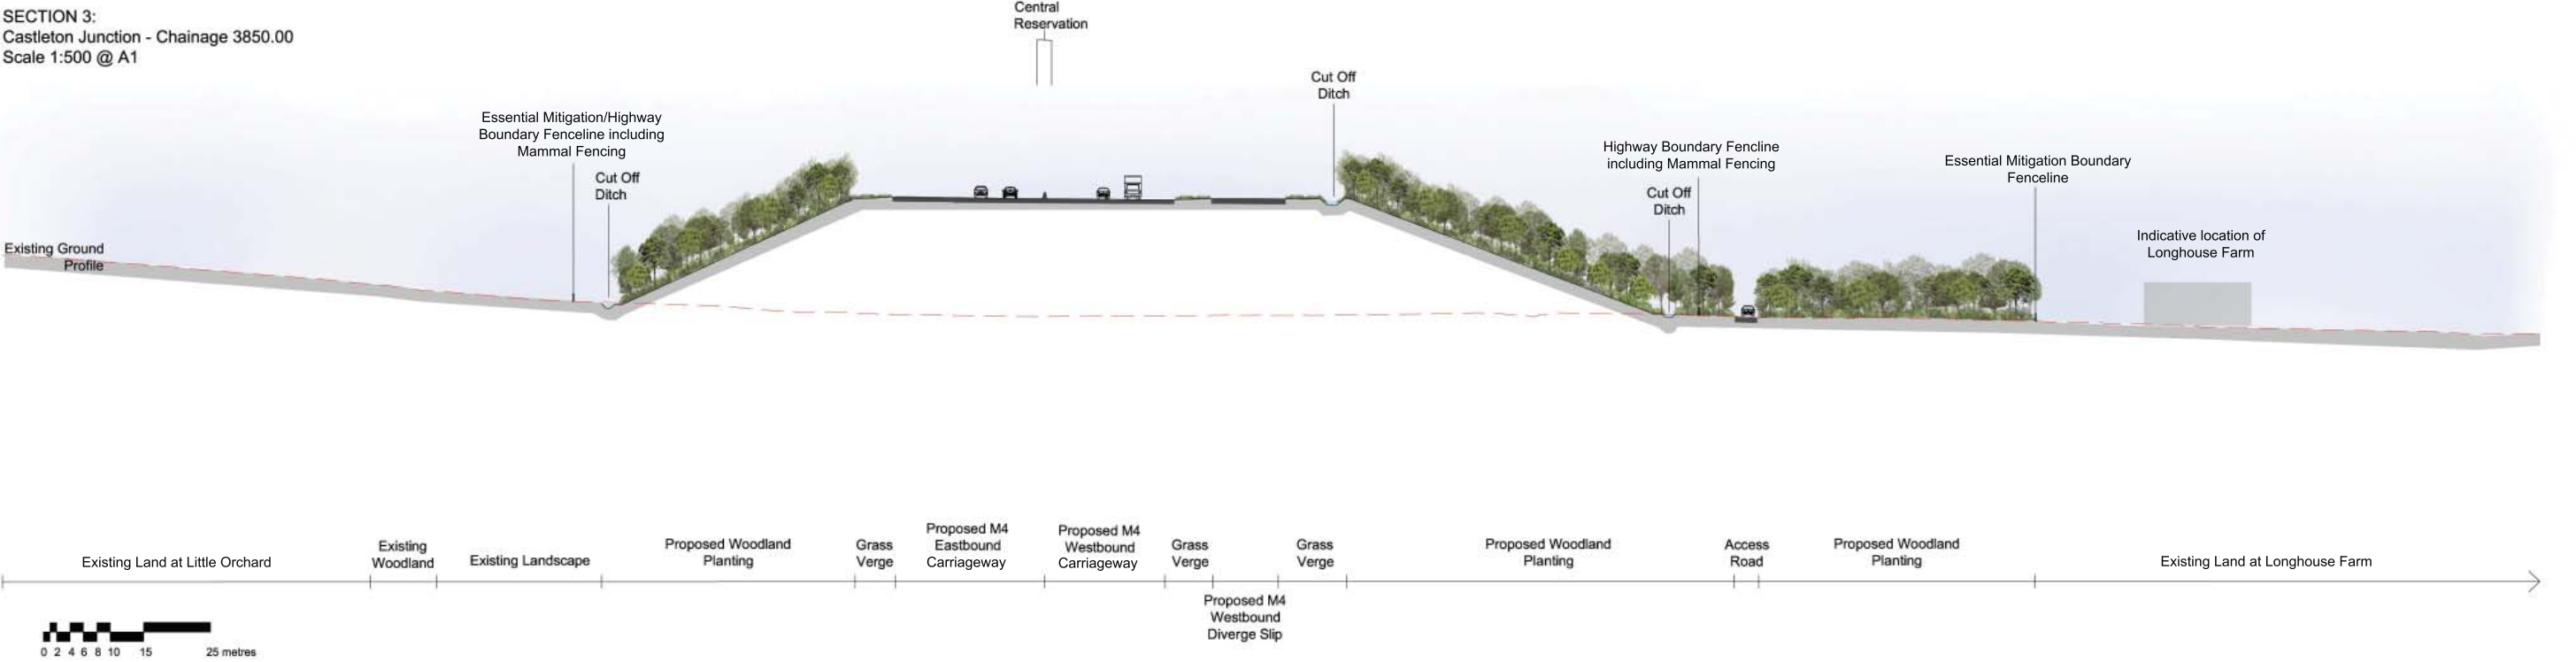 SECTION 3:
Castleton Junction - Chainage 3850.00
Scale 1:500 @ A1
Central
Reservation
Cut Off
Ditch
Essential Mitigation/Highway
Boundary Fenceline including
Mammal Fencing
Cut Off
Ditch
Highway Boundary Fencline
including Mammal Fencing
Cut Off
Ditch
Essential Mitigation Boundary
Fenceline
Indicative location of
Longhouse Farm
Existing Ground
Profile
Existing Land at Little Orchard
Existing
Woodland
Existing Landscape
Proposed Woodland
Planting
Grass
Verge
Proposed M4
Eastbound
Carriageway
Proposed M4
Westbound
Carriageway
Grass
Verge
Proposed M4
Westbound
Diverge Slip
Grass
Verge
Proposed Woodland
Planting
Access
Road
Proposed Woodland
Planting
Existing Land at Longhouse Farm
0 2 4 6 8 10 15 25 metres